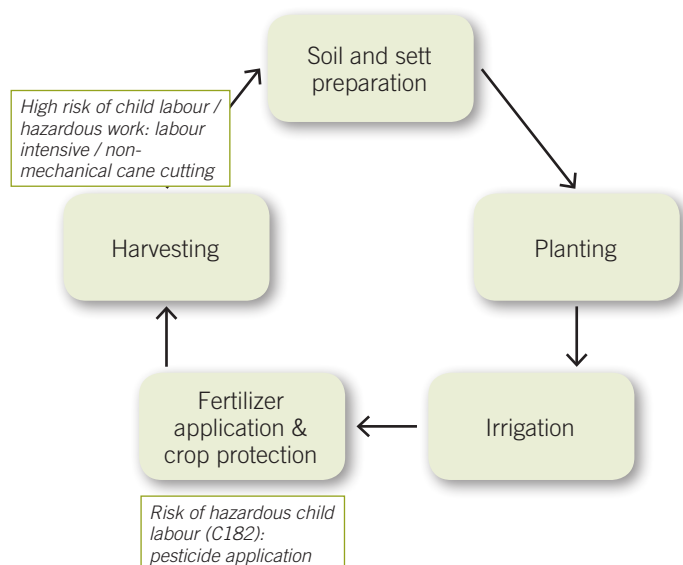 Soil and sett
preparation
High risk of child labour /
hazardous work: labour
intensive / non-
mechanical cane cutting
Harvesting
Planting
Fertilizer
application &
crop protection
Irrigation
Risk of hazardous child
labour (C182):
pesticide application